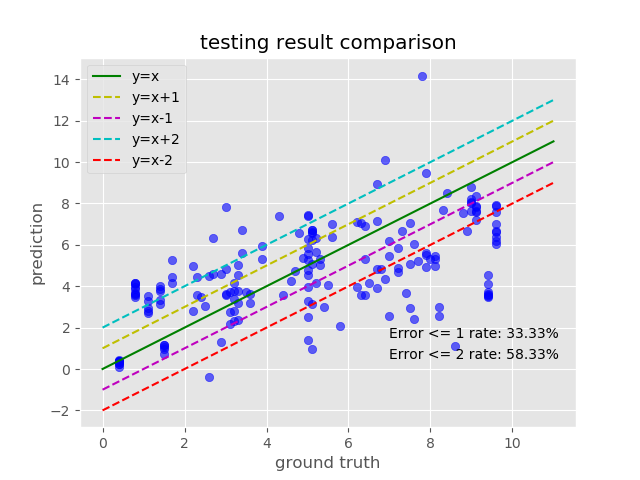 testing result comparison
y=x
y=x+1
y=x-1
y=x+2
y=x-2
14
12
10
8
6
4
2
0
−2
prediction
Error <= 1 rate: 33.33%
Error <= 2 rate: 58.33%
0 2 4 6 8 10
ground truth